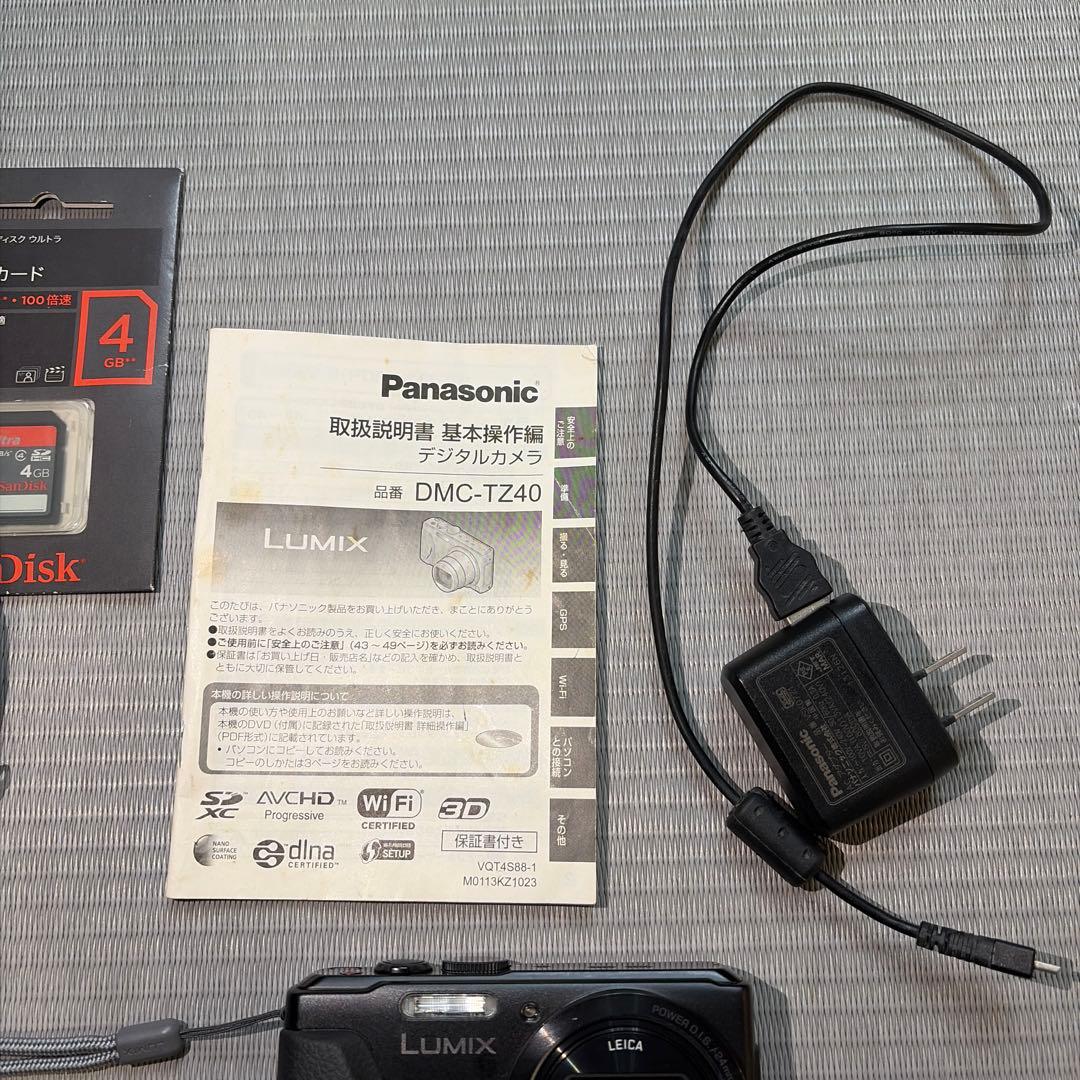 ディスク ウルトラ
カード
100倍速
4
GB**
4GB
SanDisk
Disk
Panasonic
取扱説明書 基本操作編
デジタルカメラ
品番 DMC-TZ40
LUMIX
このたびは、パナソニック製品をお買い上げいただき、まことにありがとう
ございます。
●取扱説明書をよくお読みのうえ、正しく安全にお使いください。
●ご使用前に「安全上のご注意」(43 ～ 49ページ)を必ずお読みください。
●保証書は「お買い上げ日・販売店名」などの記入を確かめ、取扱説明書と
ともに大切に保管してください。
本機の詳しい操作説明について
本機の使い方や使用上のお願いなど詳しい操作説明は、
本機のDVD(付属)に記録された「取扱説明書 詳細操作編」
(PDF形式)に記載されています。
• パソコンにコピーしてお読みください。
コピーのしかたは3ページをお読みください。
SD XC
AVCHD™
Progressive
Wi Fi
CERTIFIED
3D
NANO
SURFACE
COATING
dlna
CERTIFIED™
WI-FI PROTECTED
SETUP
保証書付き
VQT4S88-1
M0113KZ1023
安全上の
ご注意
準備
撮る・見る
GPS
Wi-Fi
パソコン
との接続
その他
Panasonic
LUMIX
LEICA
POWER O.I.S. /24mm